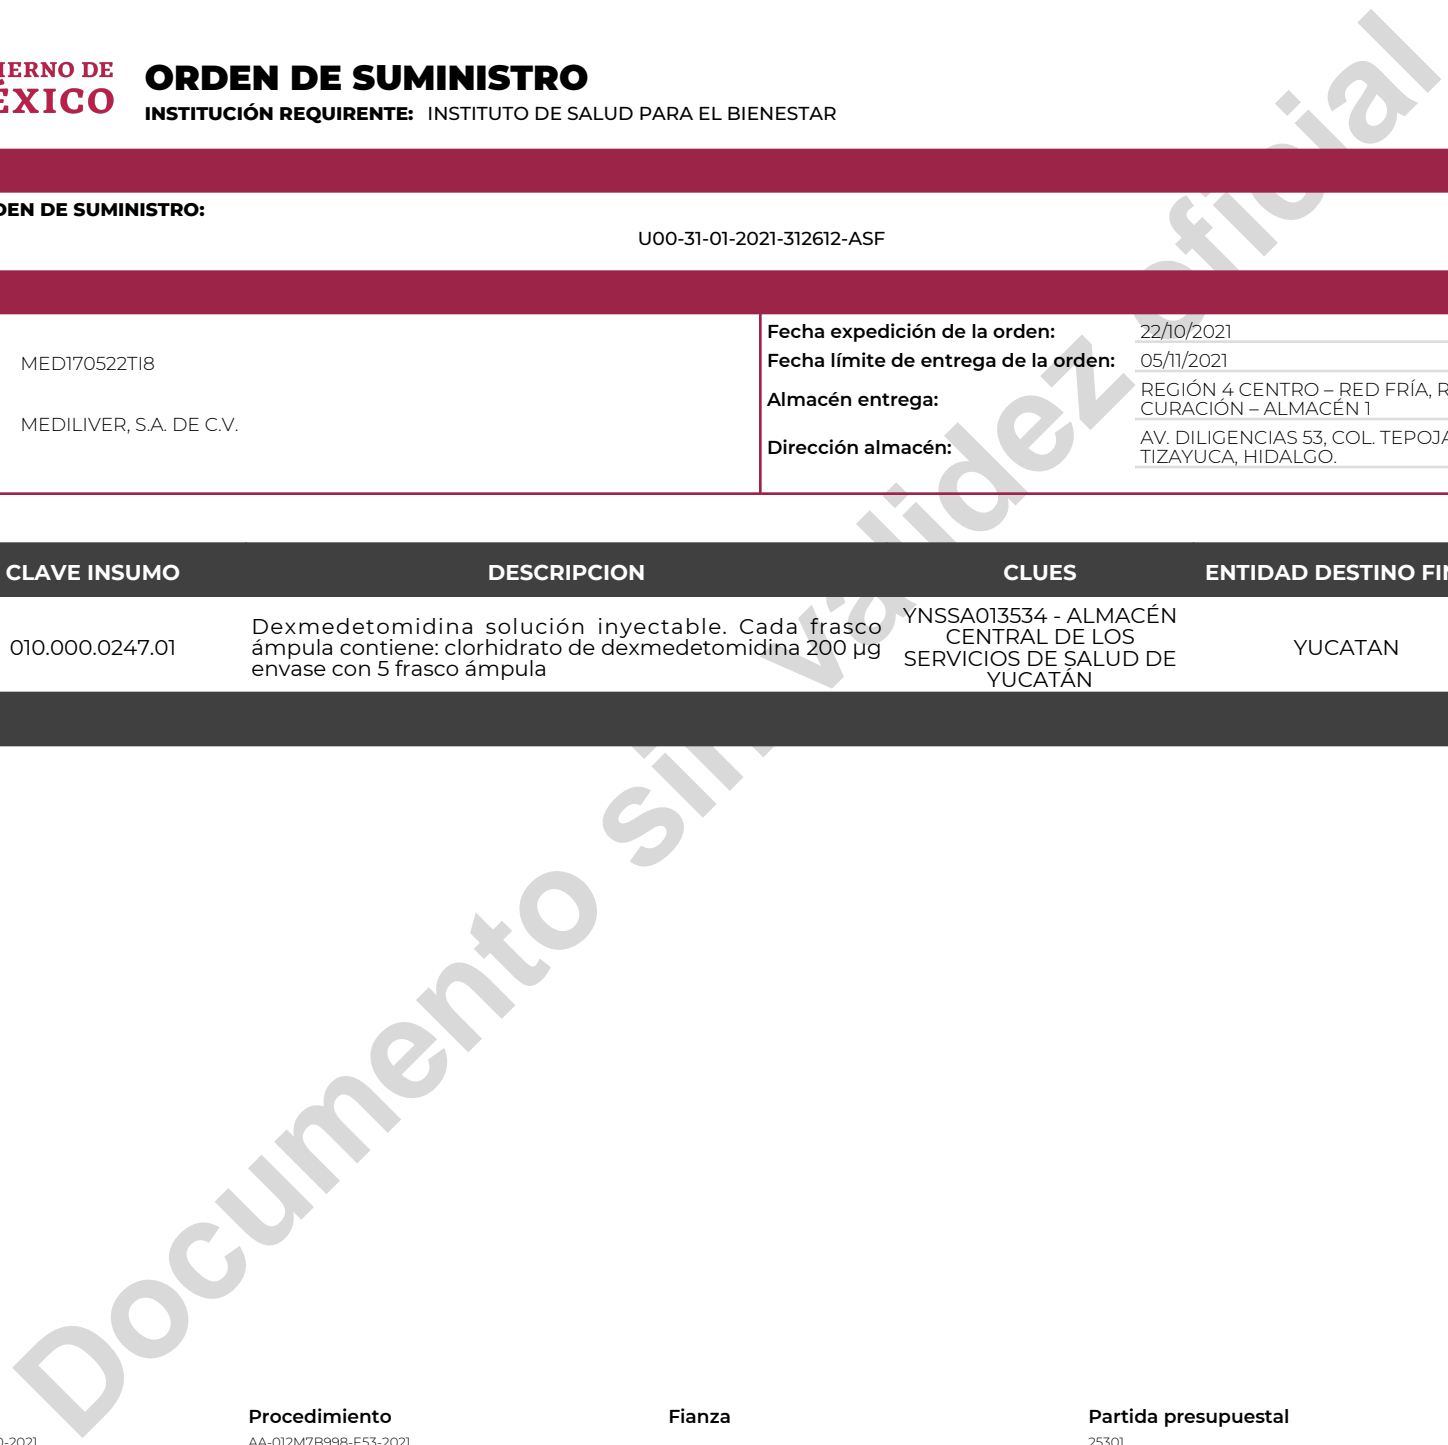 IERNO DE
ÉXICO
ORDEN DE SUMINISTRO
INSTITUCIÓN REQUIRENTE: INSTITUTO DE SALUD PARA EL BIENESTAR
DEN DE SUMINISTRO:
U00-31-01-2021-312612-ASF
MED170522TI8
MEDILIVER, S.A. DE C.V.
Fecha expedición de la orden: 22/10/2021
Fecha límite de entrega de la orden: 05/11/2021
Almacén entrega: REGIÓN 4 CENTRO – RED FRÍA, R
CURACIÓN – ALMACÉN 1
Dirección almacén: AV. DILIGENCIAS 53, COL. TEPOJA
TIZAYUCA, HIDALGO.
CLAVE INSUMO DESCRIPCION CLUES ENTIDAD DESTINO FIN
010.000.0247.01
Dexmedetomidina solución inyectable. Cada frasco
ámpula contiene: clorhidrato de dexmedetomidina 200 µg
envase con 5 frasco ámpula
YNSSA013534 - ALMACÉN
CENTRAL DE LOS
SERVICIOS DE SALUD DE
YUCATÁN
YUCATAN
Documento sin validez oficial
Procedimiento Fianza Partida presupuestal
0-2021 AA-012M7B998-E53-2021 25301